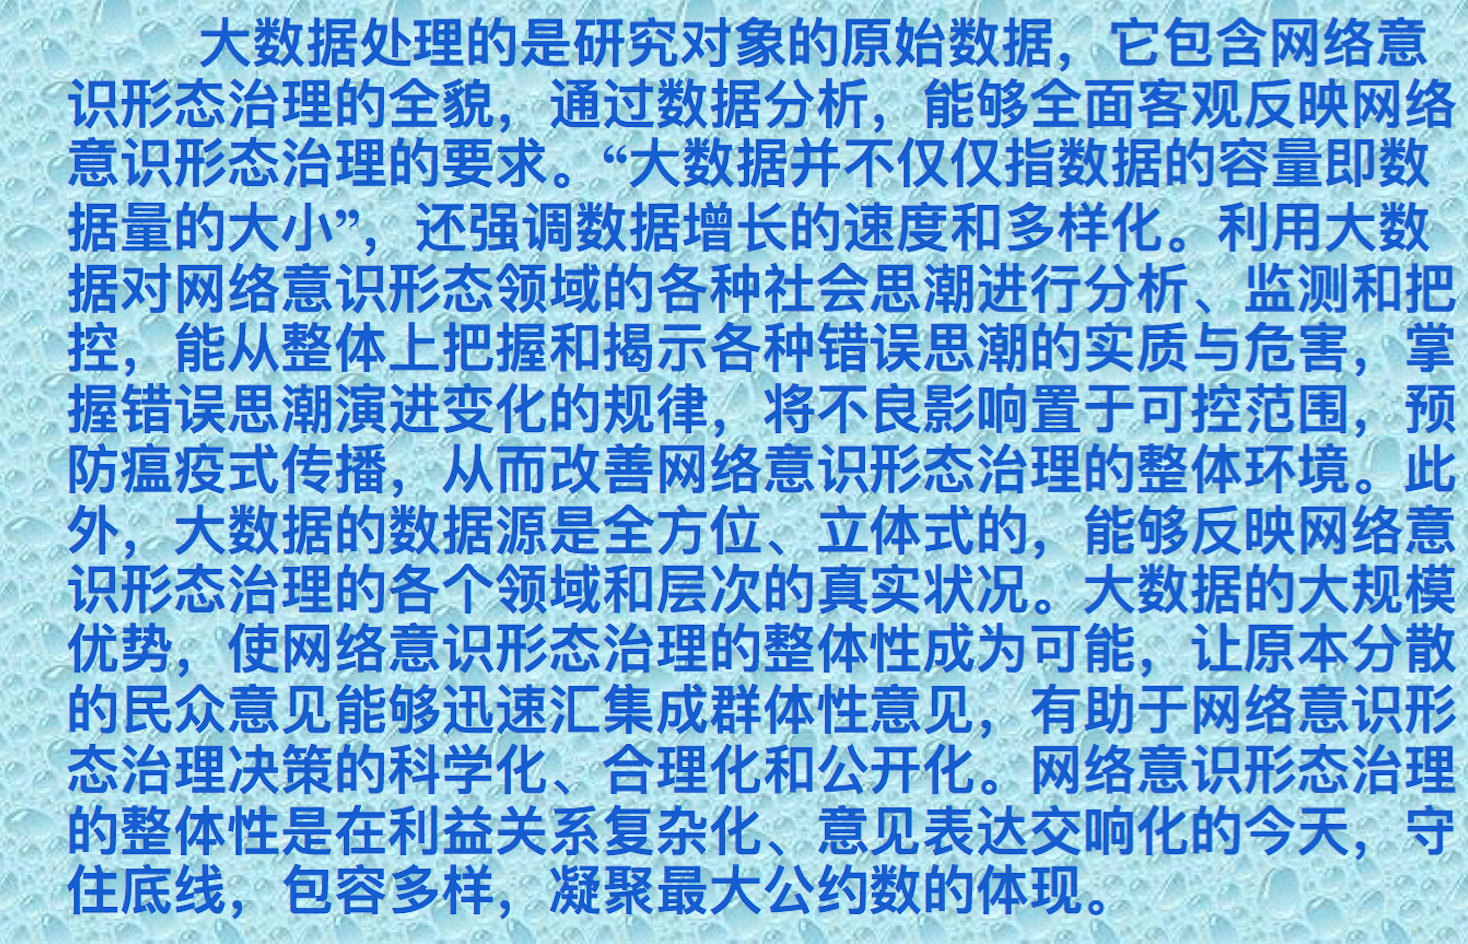 大数据处理的是研究对象的原始数据，它包含网络意
识形态治理的全貌，通过数据分析，能够全面客观反映网络
意识形态治理的要求。“大数据并不仅仅指数据的容量即数
据量的大小”，还强调数据增长的速度和多样化。利用大数
据对网络意识形态领域的各种社会思潮进行分析、监测和把
控，能从整体上把握和揭示各种错误思潮的实质与危害，掌
握错误思潮演进变化的规律，将不良影响置于可控范围，预
防瘟疫式传播，从而改善网络意识形态治理的整体环境。此
外，大数据的数据源是全方位、立体式的，能够反映网络意
识形态治理的各个领域和层次的真实状况。大数据的大规模
优势，使网络意识形态治理的整体性成为可能，让原本分散
的民众意见能够迅速汇集成群体性意见，有助于网络意识形
态治理决策的科学化、合理化和公开化。网络意识形态治理
的整体性是在利益关系复杂化、意见表达交响化的今天，守
住底线，包容多样，凝聚最大公约数的体现。